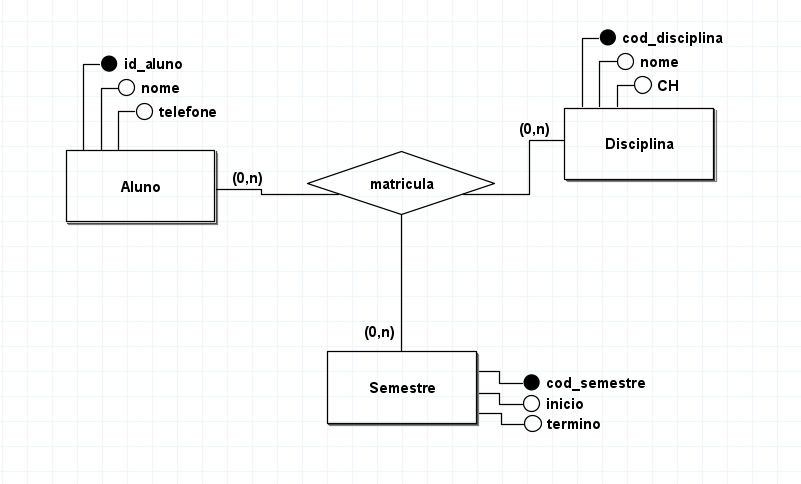 id_aluno
nome
telefone
Aluno
(0,n)
matricula
(0,n)
cod_disciplina
nome
CH
Disciplina
(0,n)
Semestre
cod_semestre
inicio
termino